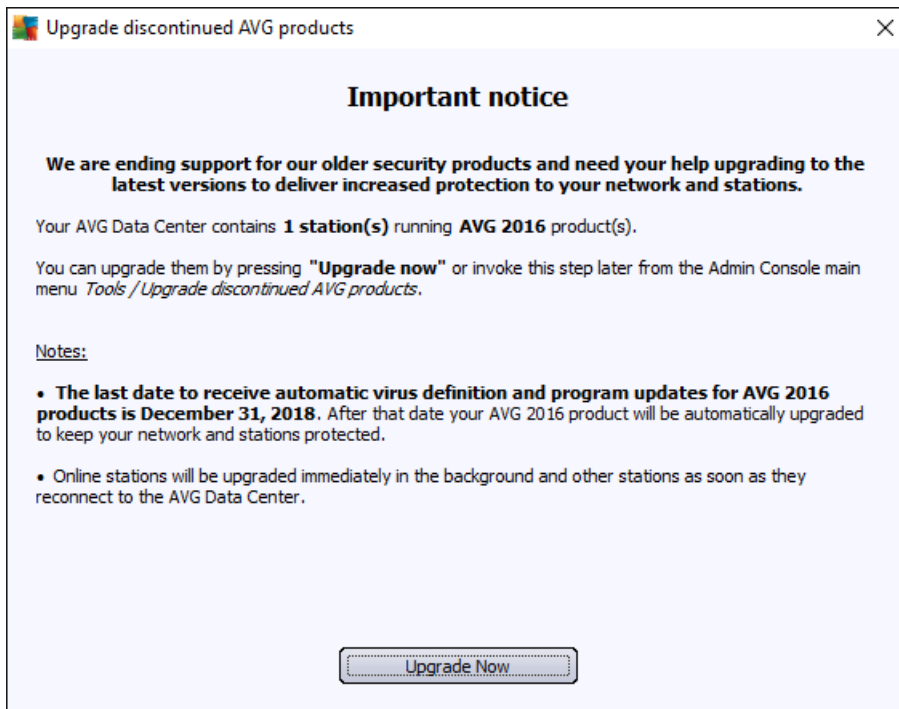 Upgrade discontinued AVG products
Important notice
We are ending support for our older security products and need your help upgrading to the
latest versions to deliver increased protection to your network and stations.
Your AVG Data Center contains 1 station(s) running AVG 2016 product(s).
You can upgrade them by pressing "Upgrade now" or invoke this step later from the Admin Console main
menu Tools / Upgrade discontinued AVG products.
Notes:
• The last date to receive automatic virus definition and program updates for AVG 2016
products is December 31, 2018. After that date your AVG 2016 product will be automatically upgraded
to keep your network and stations protected.
• Online stations will be upgraded immediately in the background and other stations as soon as they
reconnect to the AVG Data Center.
Upgrade Now